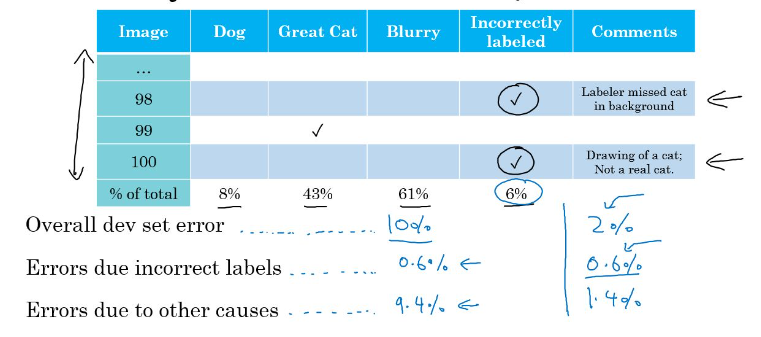 Image Dog Great Cat Blurry Incorrectly labeled Comments
...
98 ✓ Labeler missed cat in background
99 ✓
100 ✓ Drawing of a cat; Not a real cat.
% of total 8% 43% 61% 6%
Overall dev set error 10% 2%
Errors due incorrect labels 0.6% 0.6%
Errors due to other causes 9.4% 1.4%